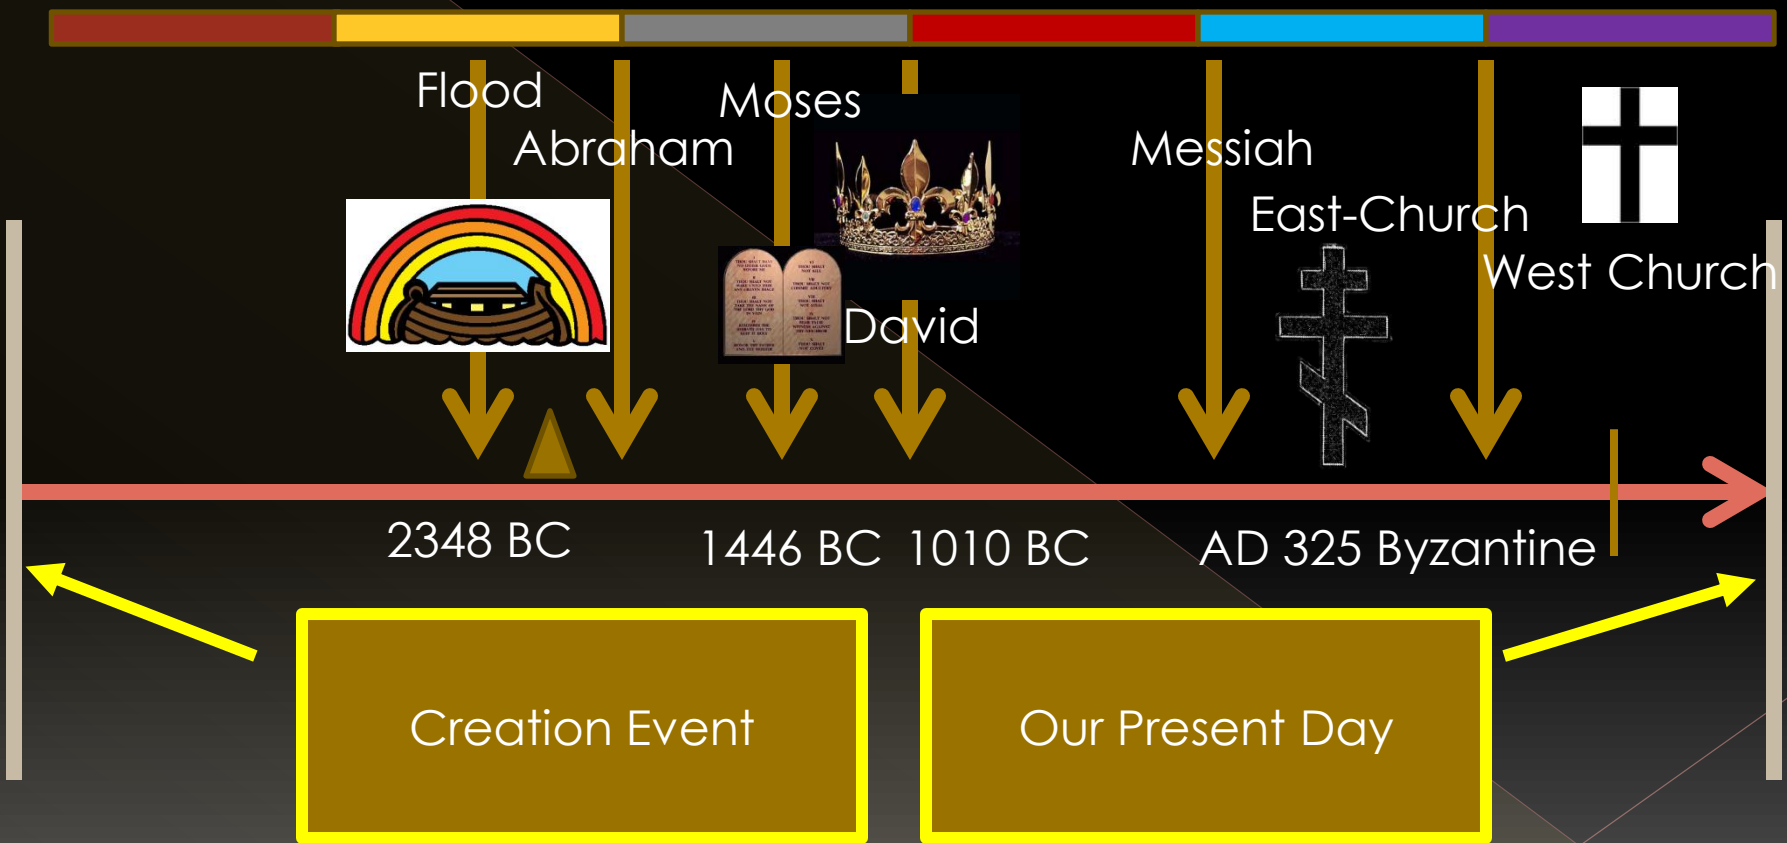 Flood
Moses
Abraham
Messiah
East-Church
West Church
David
2348 BC
1446 BC
1010 BC
AD 325 Byzantine
Creation Event
Our Present Day